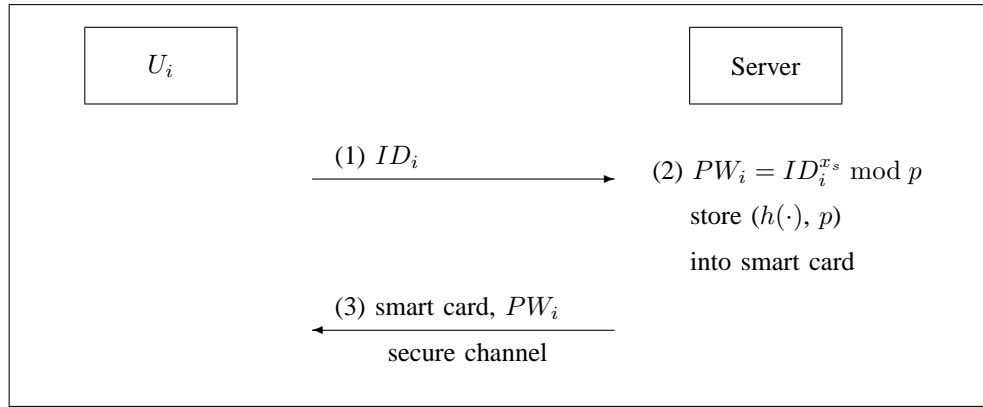 U_i
Server
(1) ID_i
(2) PW_i = ID_i^{x_s} mod p
store (h(·), p)
into smart card
(3) smart card, PW_i
secure channel